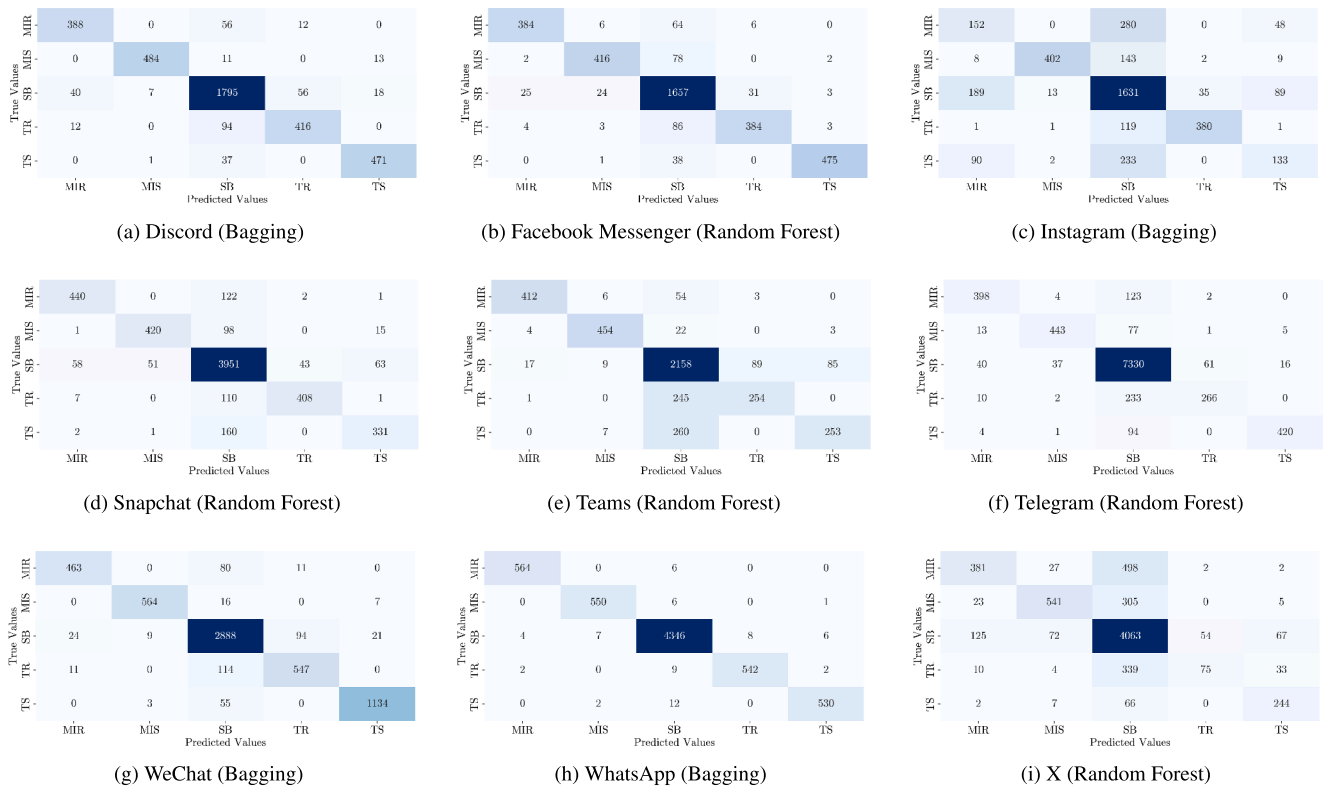 MIR 388 0 56 12 0
MIS 0 484 11 0 13
SB 40 7 1795 56 18
TR 12 0 94 416 0
TS 0 1 37 0 471
True Values
MIR MIS SB TR TS
Predicted Values
(a) Discord (Bagging)
MIR 384 6 64 6 0
MIS 2 416 78 0 2
SB 25 24 1657 31 3
TR 4 3 86 384 3
TS 0 1 38 0 475
True Values
MIR MIS SB TR TS
Predicted Values
(b) Facebook Messenger (Random Forest)
MIR 152 0 280 0 48
MIS 8 402 143 2 9
SB 189 13 1631 35 89
TR 1 1 119 380 1
TS 90 2 233 0 133
True Values
MIR MIS SB TR TS
Predicted Values
(c) Instagram (Bagging)
MIR 440 0 122 2 1
MIS 1 420 98 0 15
SB 58 51 3951 43 63
TR 7 0 110 408 1
TS 2 1 160 0 331
True Values
MIR MIS SB TR TS
Predicted Values
(d) Snapchat (Random Forest)
MIR 412 6 54 3 0
MIS 4 454 22 0 3
SB 17 9 2158 89 85
TR 1 0 245 254 0
TS 0 7 260 0 253
True Values
MIR MIS SB TR TS
Predicted Values
(e) Teams (Random Forest)
MIR 398 4 123 2 0
MIS 13 443 77 1 5
SB 40 37 7330 61 16
TR 10 2 233 266 0
TS 4 1 94 0 420
True Values
MIR MIS SB TR TS
Predicted Values
(f) Telegram (Random Forest)
MIR 463 0 80 11 0
MIS 0 564 16 0 7
SB 24 9 2888 94 21
TR 11 0 114 547 0
TS 0 3 55 0 1134
True Values
MIR MIS SB TR TS
Predicted Values
(g) WeChat (Bagging)
MIR 564 0 6 0 0
MIS 0 550 6 0 1
SB 4 7 4346 8 6
TR 2 0 9 542 2
TS 0 2 12 0 530
True Values
MIR MIS SB TR TS
Predicted Values
(h) WhatsApp (Bagging)
MIR 381 27 498 2 2
MIS 23 541 305 0 5
SB 125 72 4063 54 67
TR 10 4 339 75 33
TS 2 7 66 0 244
True Values
MIR MIS SB TR TS
Predicted Values
(i) X (Random Forest)